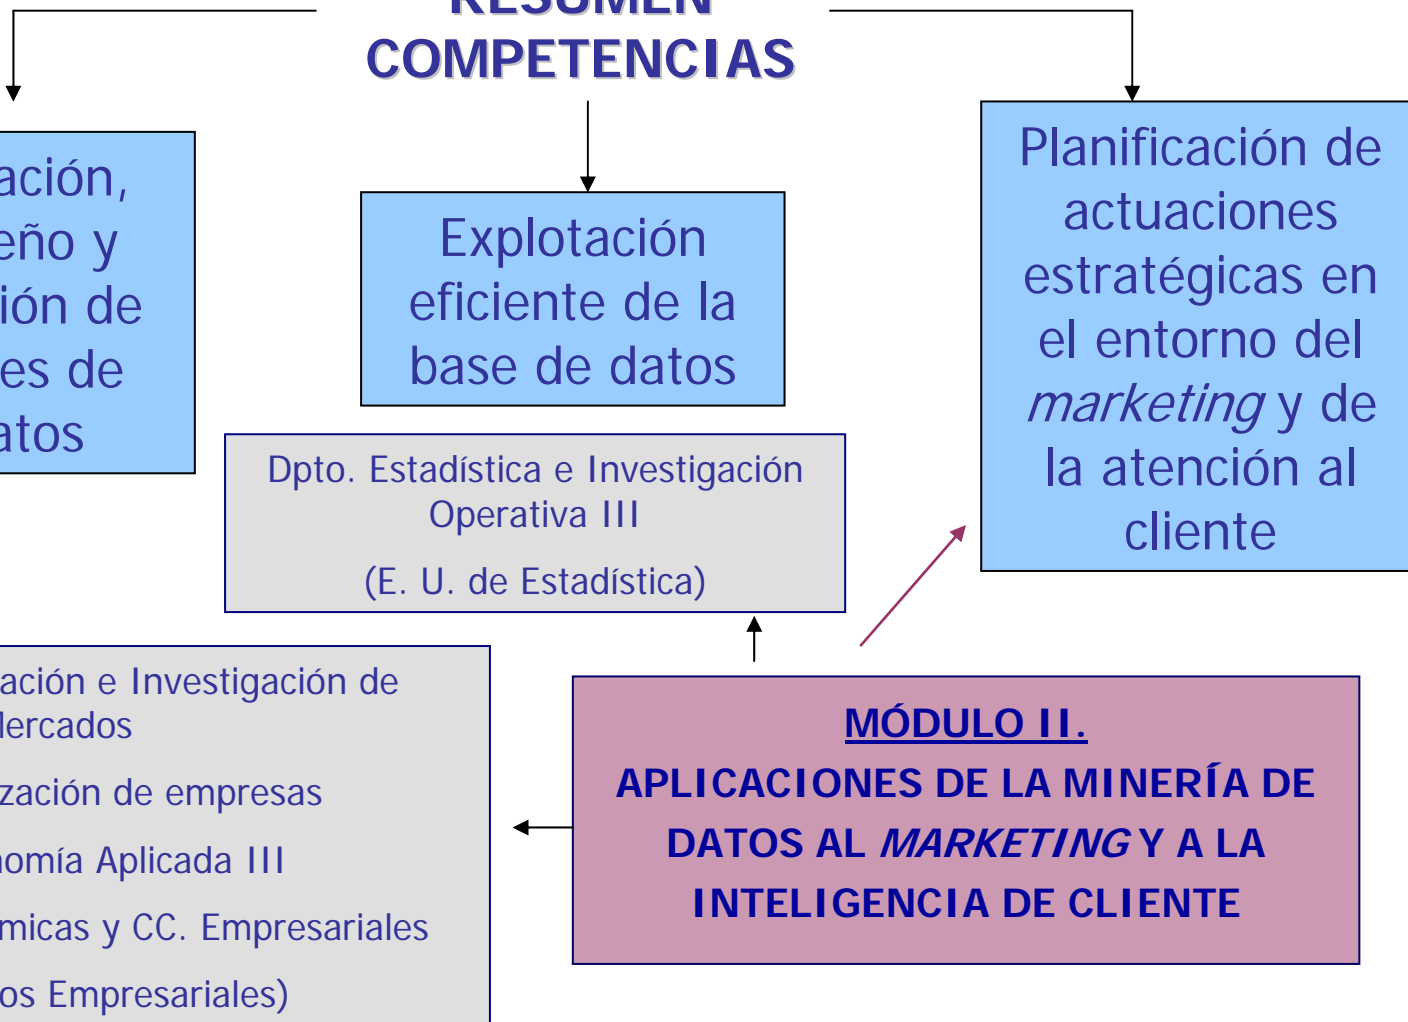 RESUMEN
COMPETENCIAS
ación,
eño y
ión de
es de
atos
Explotación
eficiente de la
base de datos
Planificación de
actuaciones
estratégicas en
el entorno del
marketing y de
la atención al
cliente
Dpto. Estadística e Investigación
Operativa III
(E. U. de Estadística)
ación e Investigación de
Mercados
zación de empresas
nomía Aplicada III
micas y CC. Empresariales
os Empresariales)
MÓDULO II.
APLICACIONES DE LA MINERÍA DE
DATOS AL MARKETING Y A LA
INTELIGENCIA DE CLIENTE